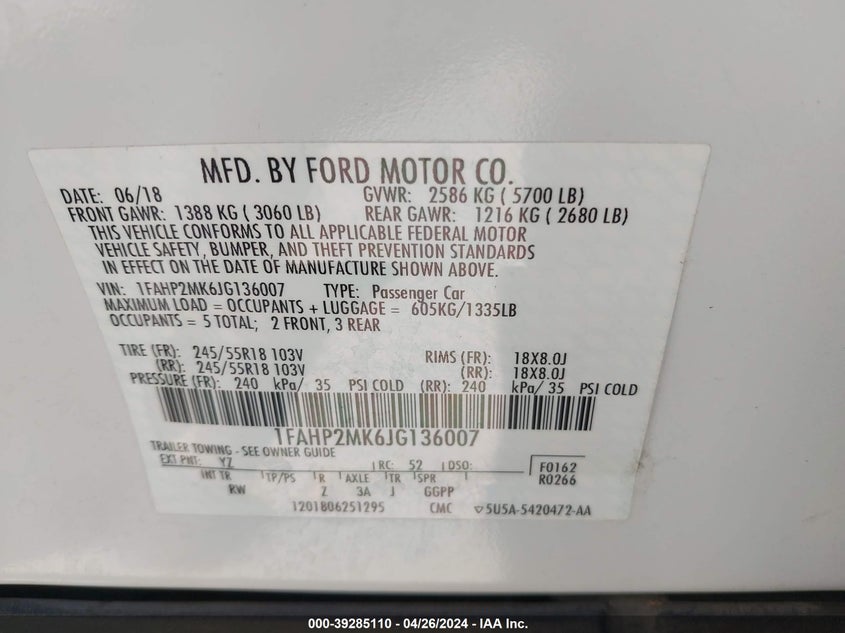 MFD. BY FORD MOTOR CO.
DATE: 06/18 GVWR: 2586 KG ( 5700 LB)
FRONT GAWR: 1388 KG ( 3060 LB) REAR GAWR: 1216 KG ( 2680 LB)
THIS VEHICLE CONFORMS TO ALL APPLICABLE FEDERAL MOTOR
VEHICLE SAFETY, BUMPER, AND THEFT PREVENTION STANDARDS
IN EFFECT ON THE DATE OF MANUFACTURE SHOWN ABOVE.
VIN: 1FAHP2MK6JG136007 TYPE: Passenger Car
MAXIMUM LOAD = OCCUPANTS + LUGGAGE = 605KG/1335LB
OCCUPANTS = 5 TOTAL; 2 FRONT, 3 REAR
TIRE (FR): 245/55R18 103V RIMS (FR): 18X8.0J
(RR): 245/55R18 103V (RR): 18X8.0J
PRESSURE (FR): 240 kPa/ 35 PSI COLD (RR): 240 kPa/ 35 PSI COLD
1FAHP2MK6JG136007
TRAILER TOWING - SEE OWNER GUIDE
EXT PNT: YZ RC: 52 DSO: F0162
INT TR TP/PS R AXLE TR SPR R0266
RW Z 3A J GGPP
1201806251295 CMC ▽5U5A-5420472-AA
000-39285110 - 04/26/2024 - IAA Inc.